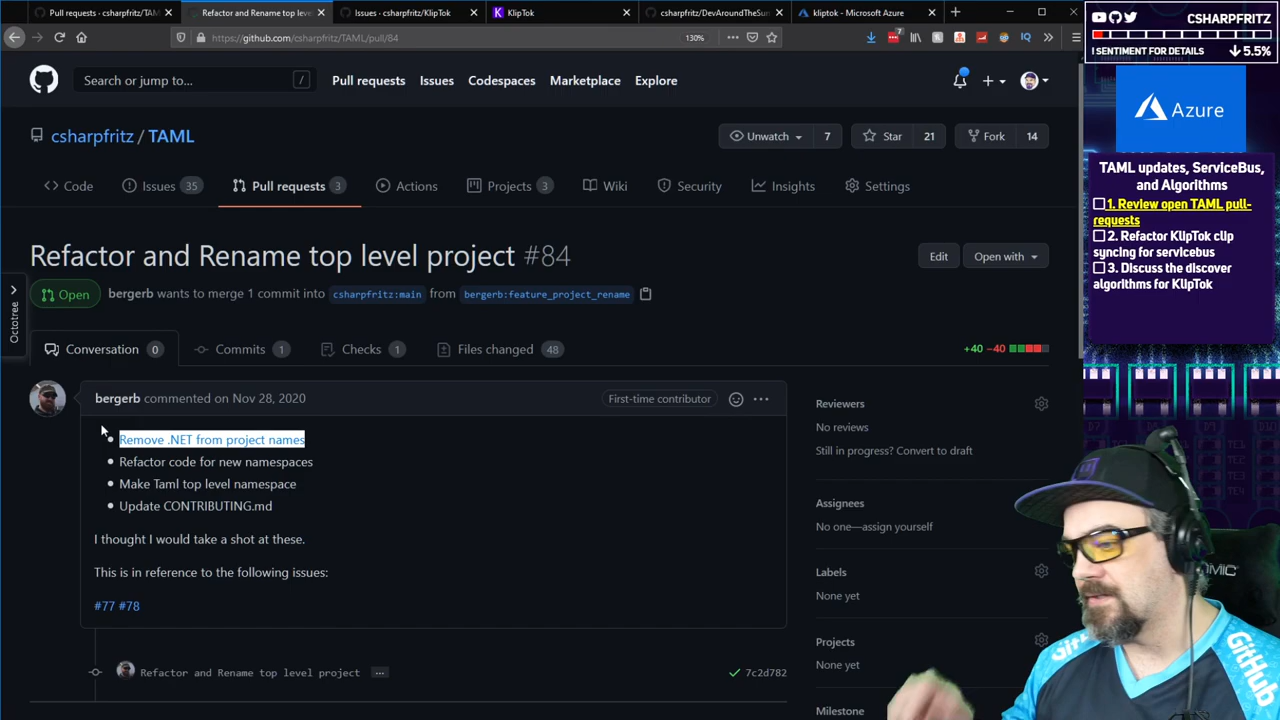 Pull requests · csharpfritz/TAML
Refactor and Rename top level
Issues · csharpfritz/KlipTok
KlipTok
csharpfritz/DevAroundTheSun
kliptok - Microsoft Azure
https://github.com/csharpfritz/TAML/pull/84
130%
7
Search or jump to...
/
Pull requests
Issues
Codespaces
Marketplace
Explore
csharpfritz / TAML
Unwatch
7
Star
21
Fork
14
Code
Issues 35
Pull requests 3
Actions
Projects 3
Wiki
Security
Insights
Settings
Refactor and Rename top level project #84
Edit
Open with
Open
bergerb wants to merge 1 commit into csharpfritz:main from bergerb:feature_project_rename
Octotree
Conversation 0
Commits 1
Checks 1
Files changed 48
+40 −40
bergerb commented on Nov 28, 2020
First-time contributor
Remove .NET from project names
Refactor code for new namespaces
Make Taml top level namespace
Update CONTRIBUTING.md
I thought I would take a shot at these.
This is in reference to the following issues:
#77 #78
Refactor and Rename top level project
7c2d782
Reviewers
No reviews
Still in progress? Convert to draft
Assignees
No one—assign yourself
Labels
None yet
Projects
None yet
Milestone
CSHARPFRITZ
! SENTIMENT FOR DETAILS
5.5%
Azure
TAML updates, ServiceBus, and Algorithms
1. Review open TAML pull-requests
2. Refactor KlipTok clip syncing for servicebus
3. Discuss the discover algorithms for KlipTok
GitHub